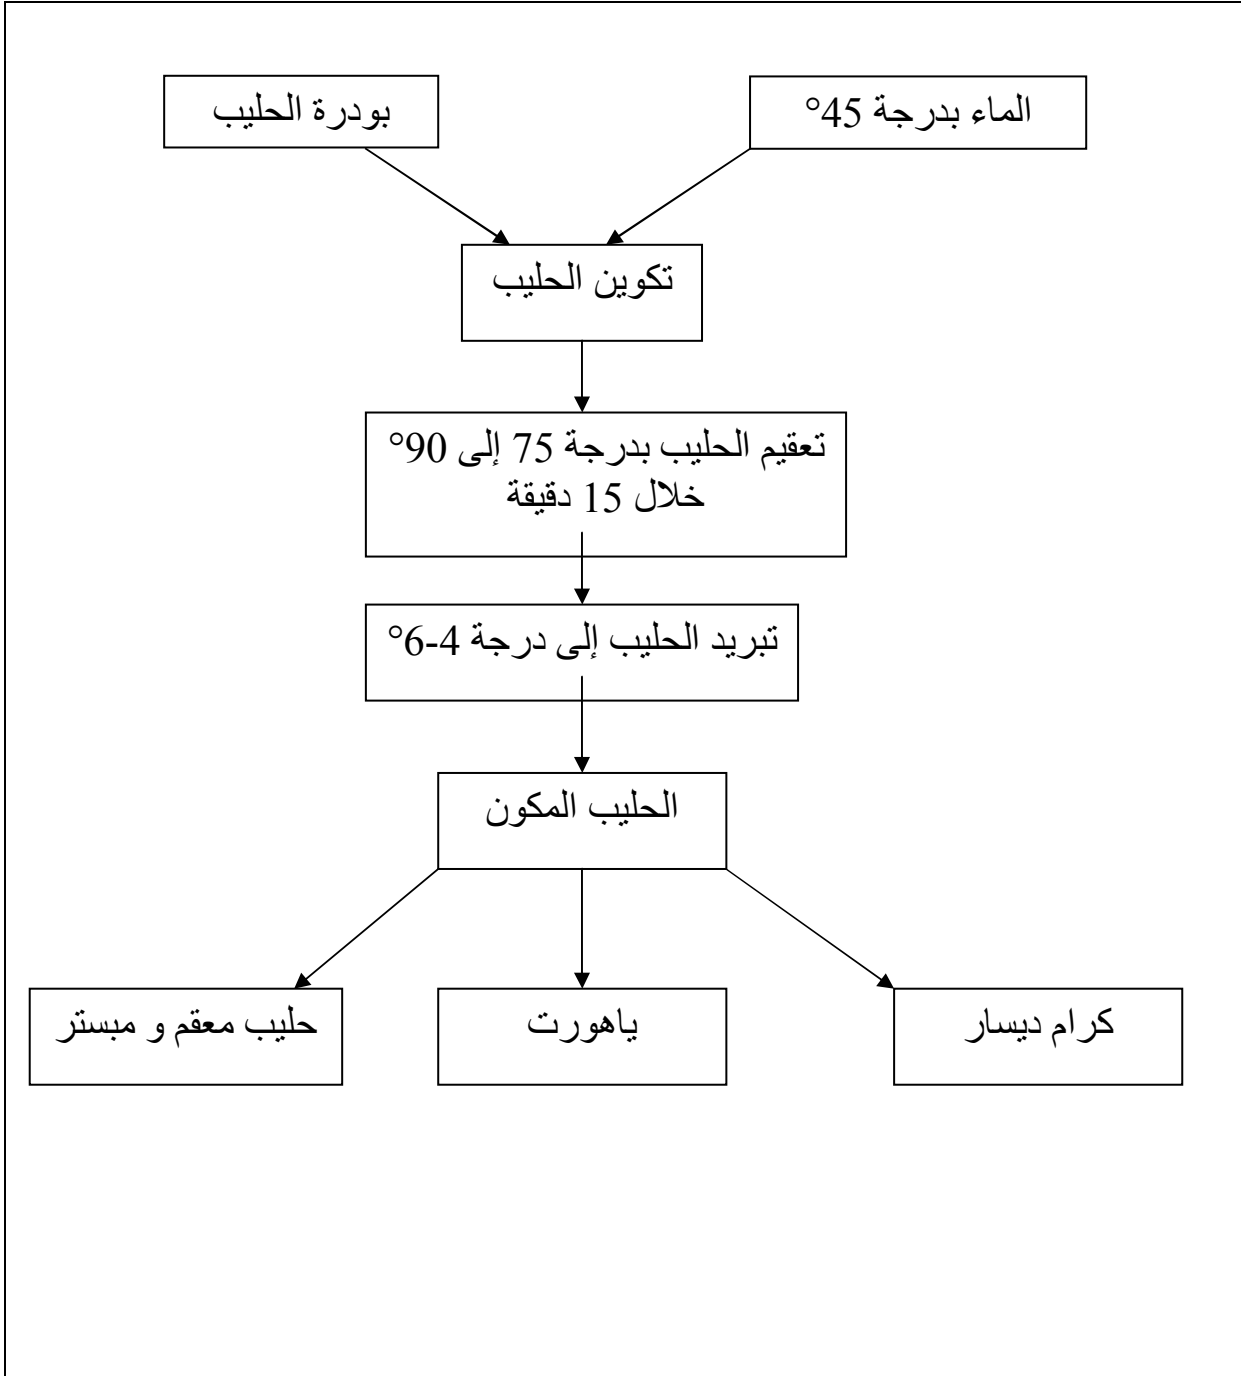 الماء بدرجة 45°
بودرة الحليب
تكوين الحليب
تعقيم الحليب بدرجة 75 إلى 90°
خلال 15 دقيقة
تبريد الحليب إلى درجة 4-6°
الحليب المكون
كرام ديسار
ياهورت
حليب معقم و مبستر